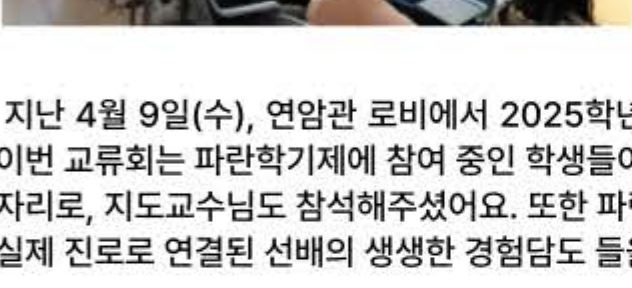 지난 4월 9일(수), 연암관 로비에서 2025학년
이번 교류회는 파란학기제에 참여 중인 학생들이
자리로, 지도교수님도 참석해주셨어요. 또한 파란
실제 진로로 연결된 선배의 생생한 경험담도